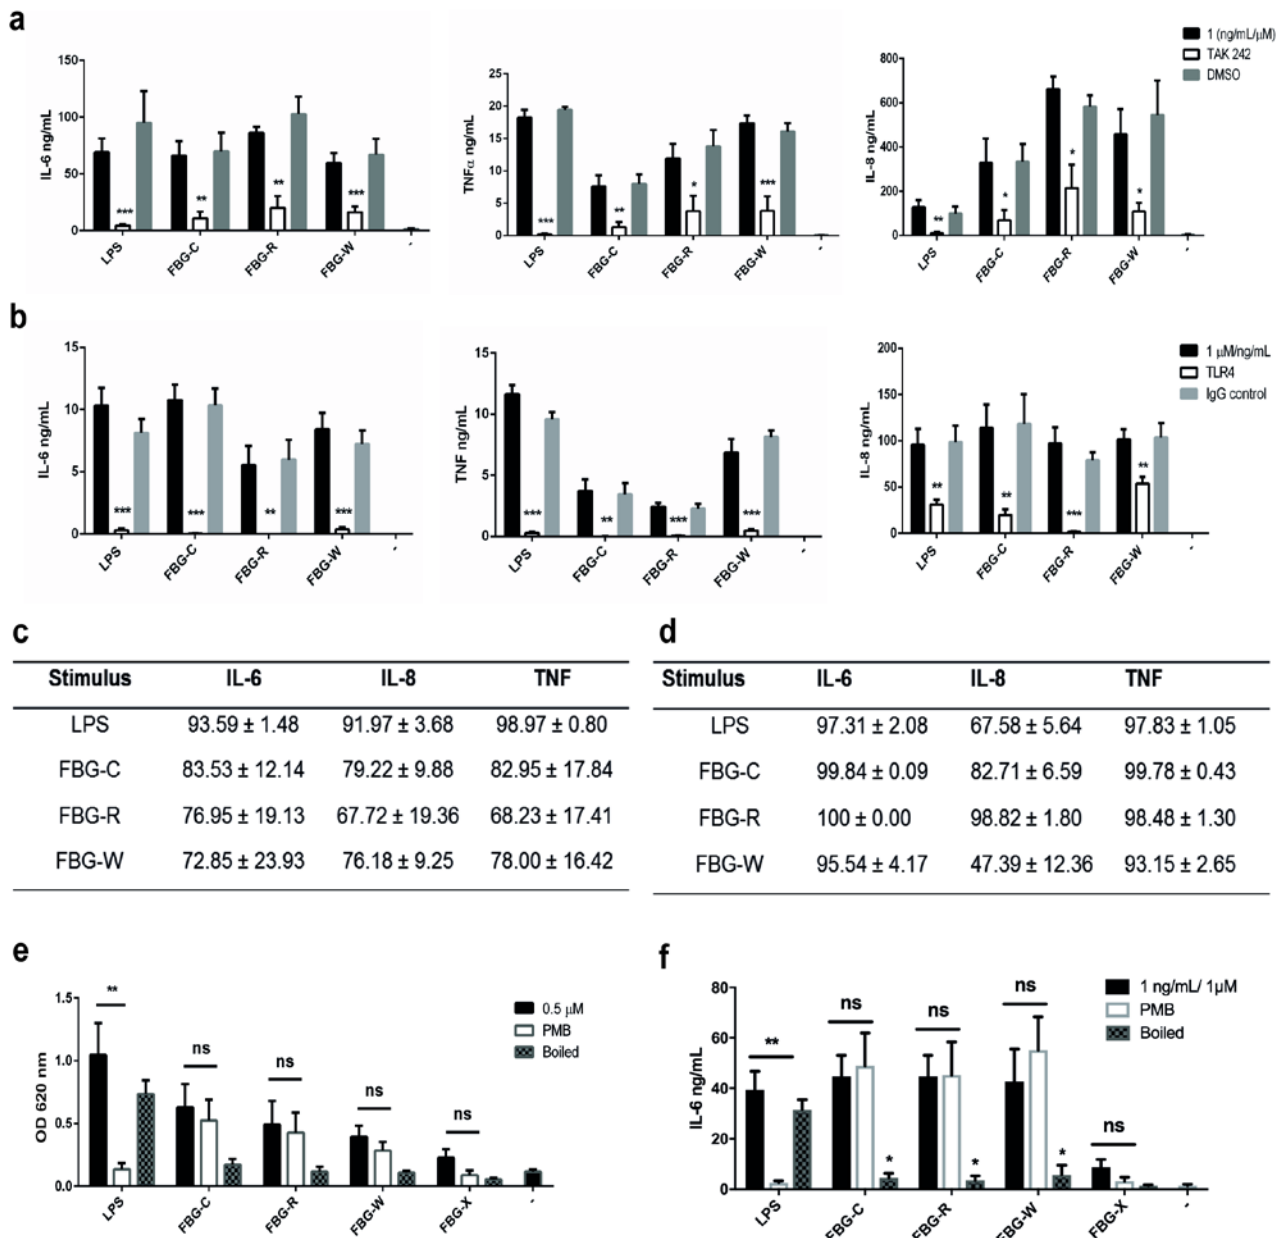 a
150
100
50
0
IL-6 ng/mL
***
**
**
***
LPS
FBG-C
FBG-R
FBG-W
-
25
20
15
10
5
0
TNFα ng/mL
***
**
*
***
LPS
FBG-C
FBG-R
FBG-W
-
800
600
400
200
0
IL-8 ng/mL
**
*
*
*
LPS
FBG-C
FBG-R
FBG-W
-
1 (ng/mL/μM)
TAK 242
DMSO
b
15
10
5
0
IL-6 ng/mL
***
***
**
***
LPS
FBG-C
FBG-R
FBG-W
-
15
10
5
0
TNF ng/mL
***
**
***
***
LPS
FBG-C
FBG-R
FBG-W
-
200
150
100
50
0
IL-8 ng/mL
**
**
***
**
LPS
FBG-C
FBG-R
FBG-W
-
1 μM/ng/mL
TLR4
IgG control
c
Stimulus IL-6 IL-8 TNF
LPS 93.59 ± 1.48 91.97 ± 3.68 98.97 ± 0.80
FBG-C 83.53 ± 12.14 79.22 ± 9.88 82.95 ± 17.84
FBG-R 76.95 ± 19.13 67.72 ± 19.36 68.23 ± 17.41
FBG-W 72.85 ± 23.93 76.18 ± 9.25 78.00 ± 16.42
d
Stimulus IL-6 IL-8 TNF
LPS 97.31 ± 2.08 67.58 ± 5.64 97.83 ± 1.05
FBG-C 99.84 ± 0.09 82.71 ± 6.59 99.78 ± 0.43
FBG-R 100 ± 0.00 98.82 ± 1.80 98.48 ± 1.30
FBG-W 95.54 ± 4.17 47.39 ± 12.36 93.15 ± 2.65
e
1.5
1.0
0.5
0.0
OD 620 nm
**
ns
ns
ns
ns
LPS
FBG-C
FBG-R
FBG-W
FBG-X
-
0.5 μM
PMB
Boiled
f
80
60
40
20
0
IL-6 ng/mL
**
ns
ns
ns
ns
*
*
*
LPS
FBG-C
FBG-R
FBG-W
FBG-X
-
1 ng/mL/ 1μM
PMB
Boiled